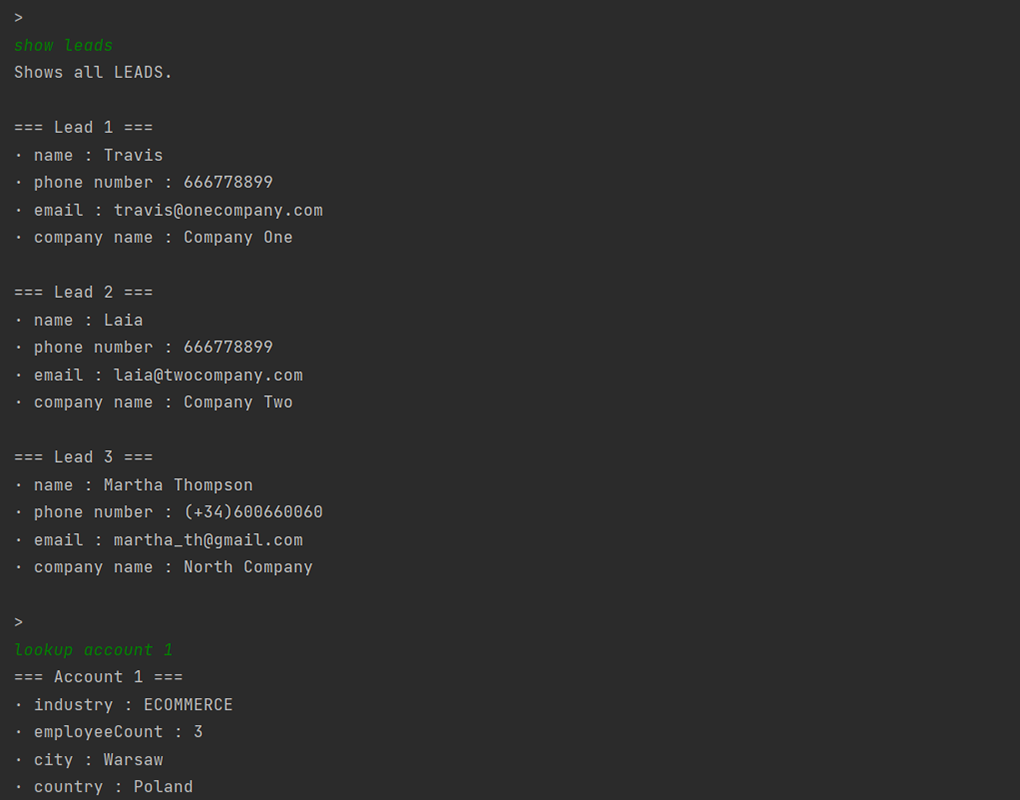 >
show leads
Shows all LEADS.
=== Lead 1 ===
· name : Travis
· phone number : 666778899
· email : travis@onecompany.com
· company name : Company One
=== Lead 2 ===
· name : Laia
· phone number : 666778899
· email : laia@twocompany.com
· company name : Company Two
=== Lead 3 ===
· name : Martha Thompson
· phone number : (+34)600660060
· email : martha_th@gmail.com
· company name : North Company
>
lookup account 1
=== Account 1 ===
· industry : ECOMMERCE
· employeeCount : 3
· city : Warsaw
· country : Poland